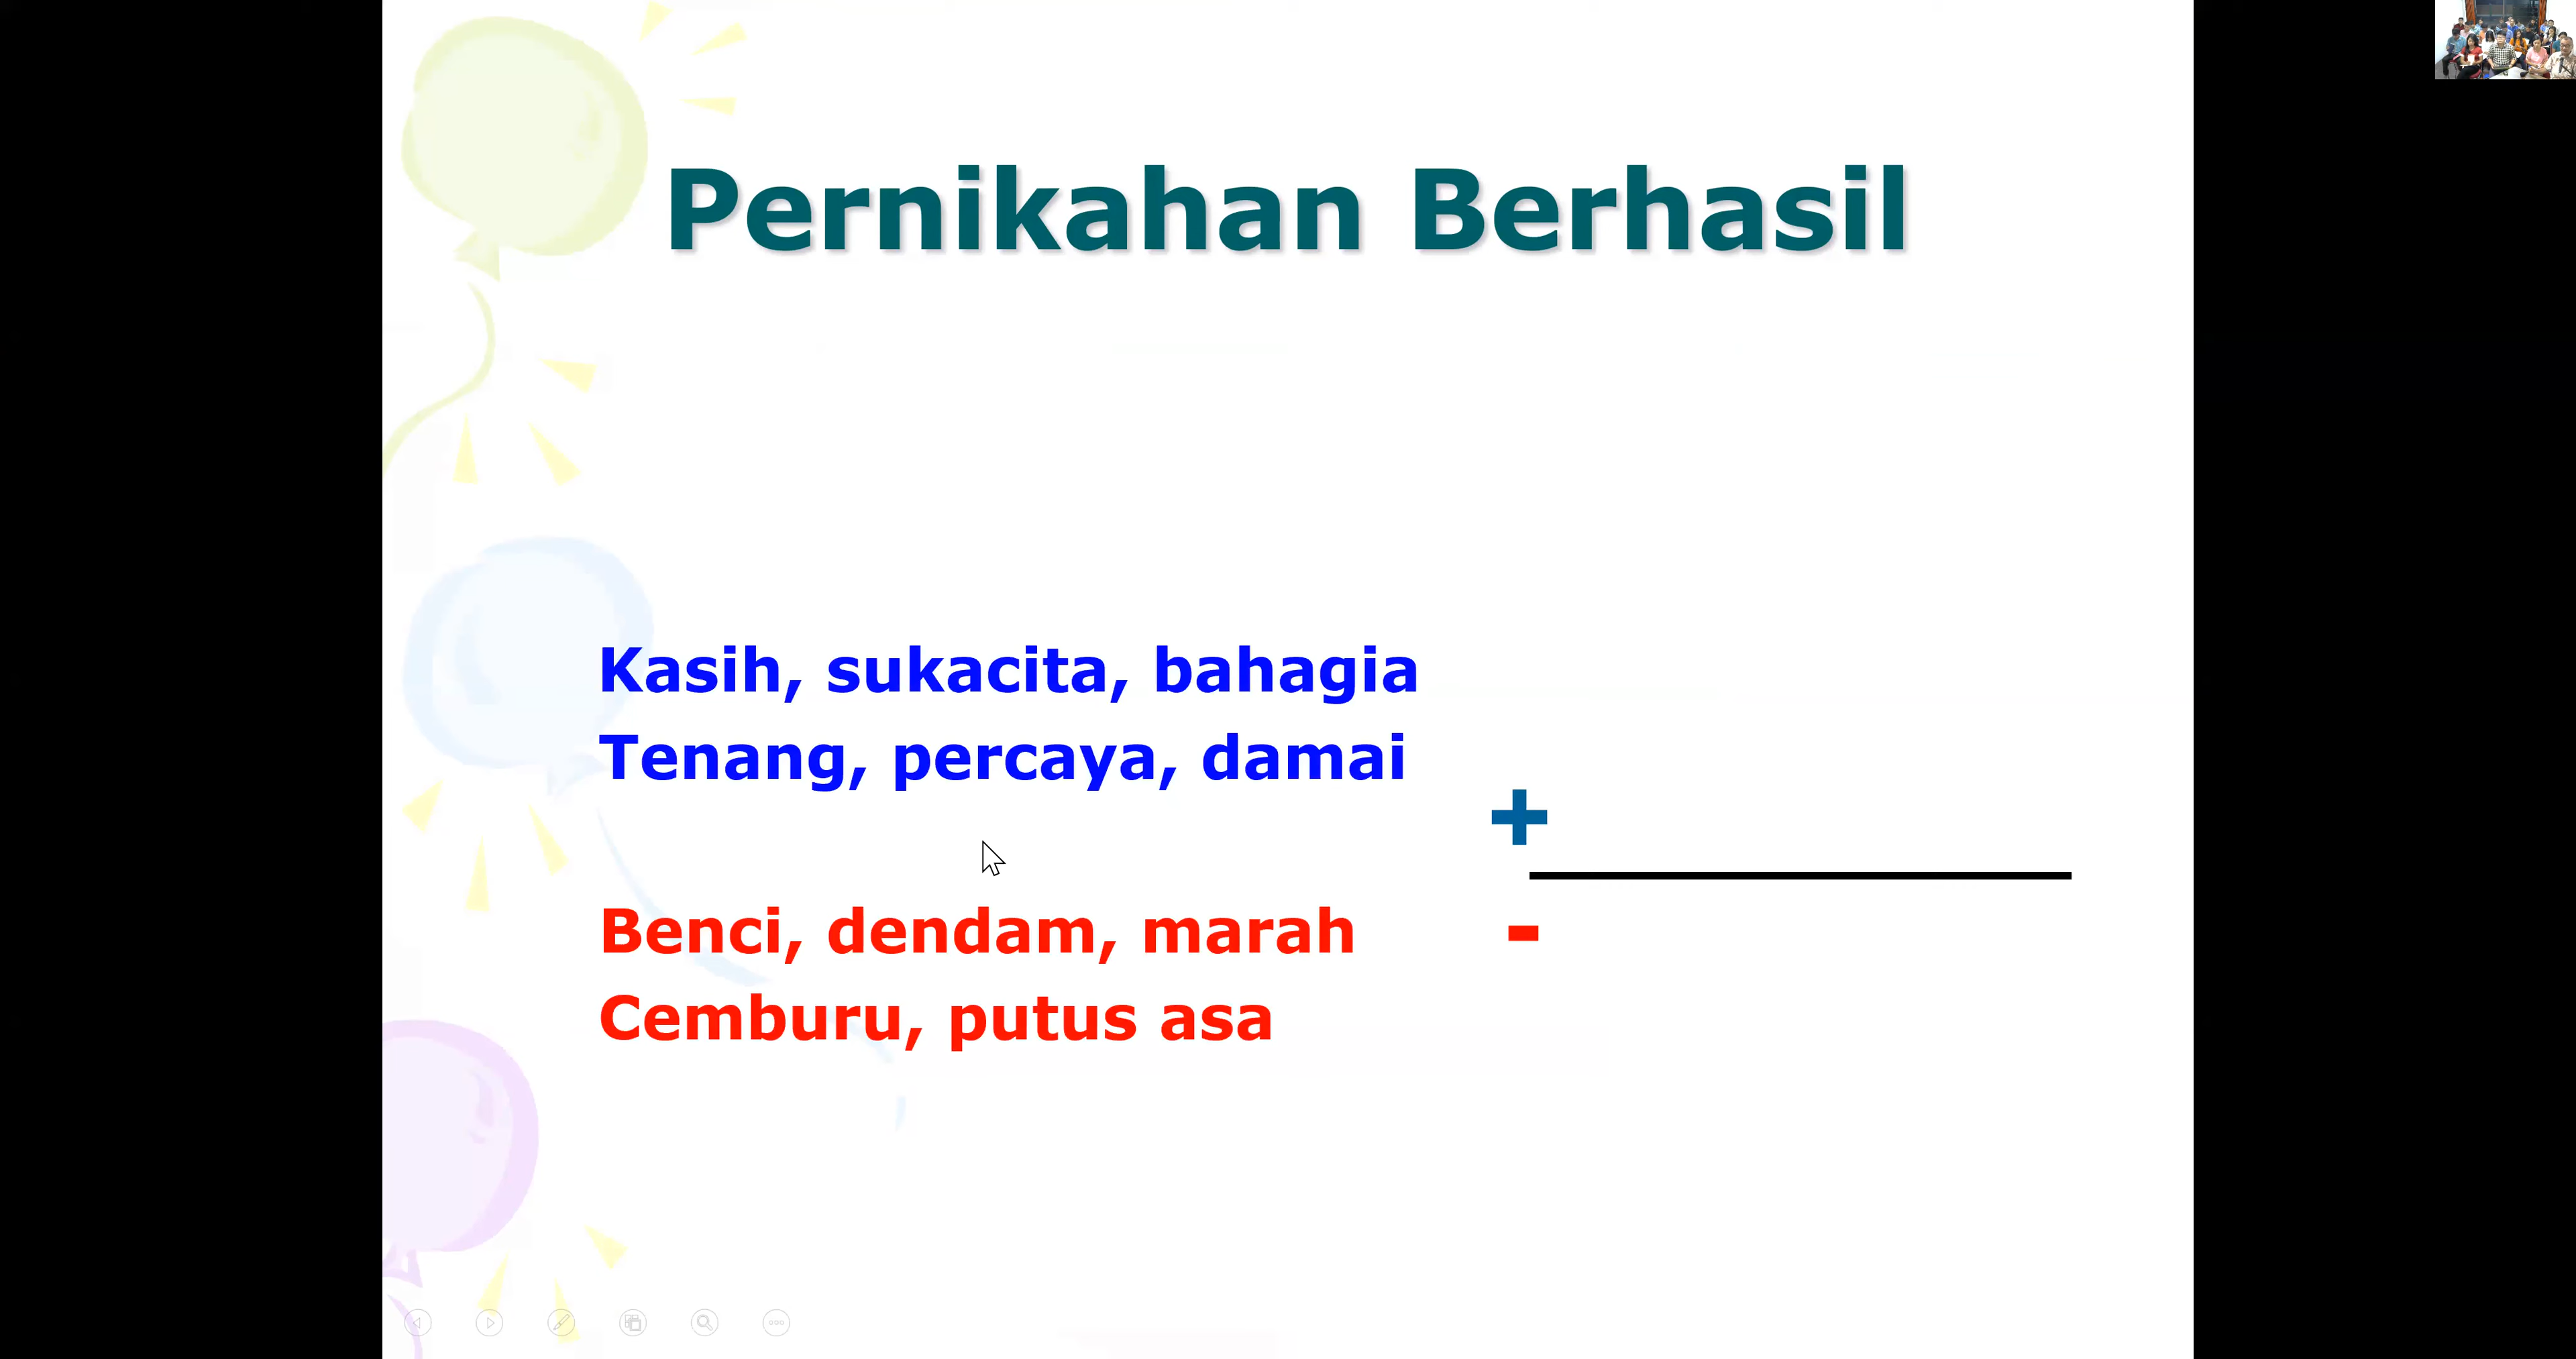 Pernikahan Berhasil
Kasih, sukacita, bahagia
Tenang, percaya, damai
+
Benci, dendam, marah
-
Cemburu, putus asa